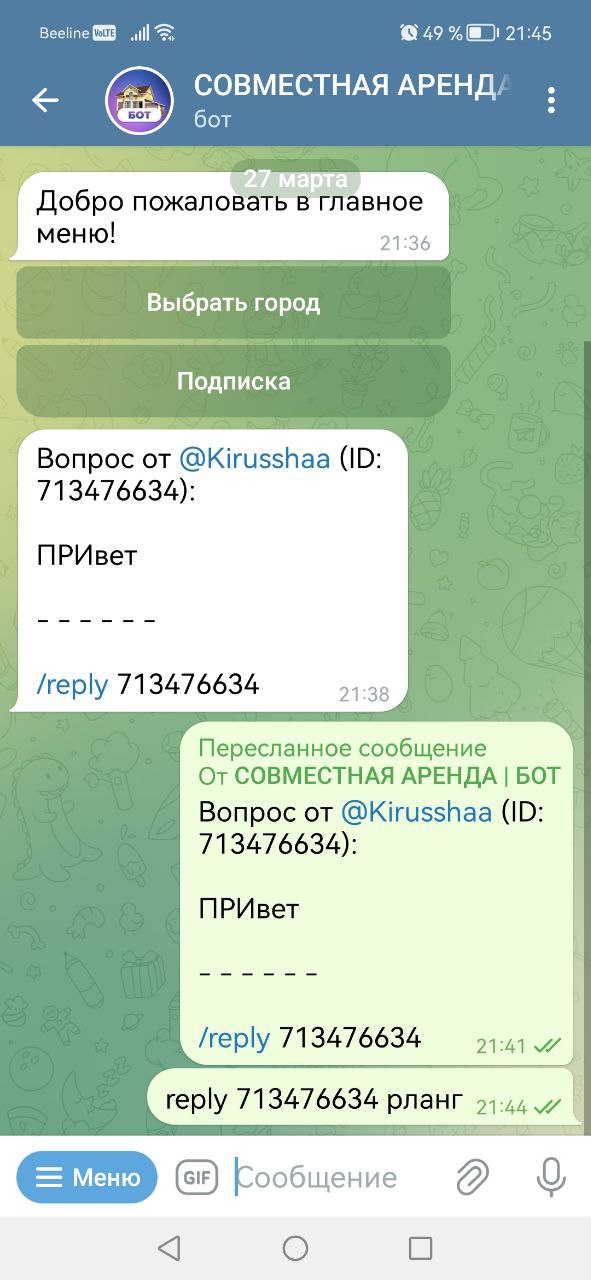 Beeline VoLTE 49 % 21:45
СОВМЕСТНАЯ АРЕНДА
бот
БОТ
27 марта
Добро пожаловать в главное
меню!
21:36
Выбрать город
Подписка
Вопрос от @Kirusshaa (ID:
713476634):
ПРИвет
- - - - - -
/reply 713476634
21:38
Пересланное сообщение
От СОВМЕСТНАЯ АРЕНДА | БОТ
Вопрос от @Kirusshaa (ID:
713476634):
ПРИвет
- - - - - -
/reply 713476634
21:41
reply 713476634 рланг 21:44
Меню GIF Сообщение